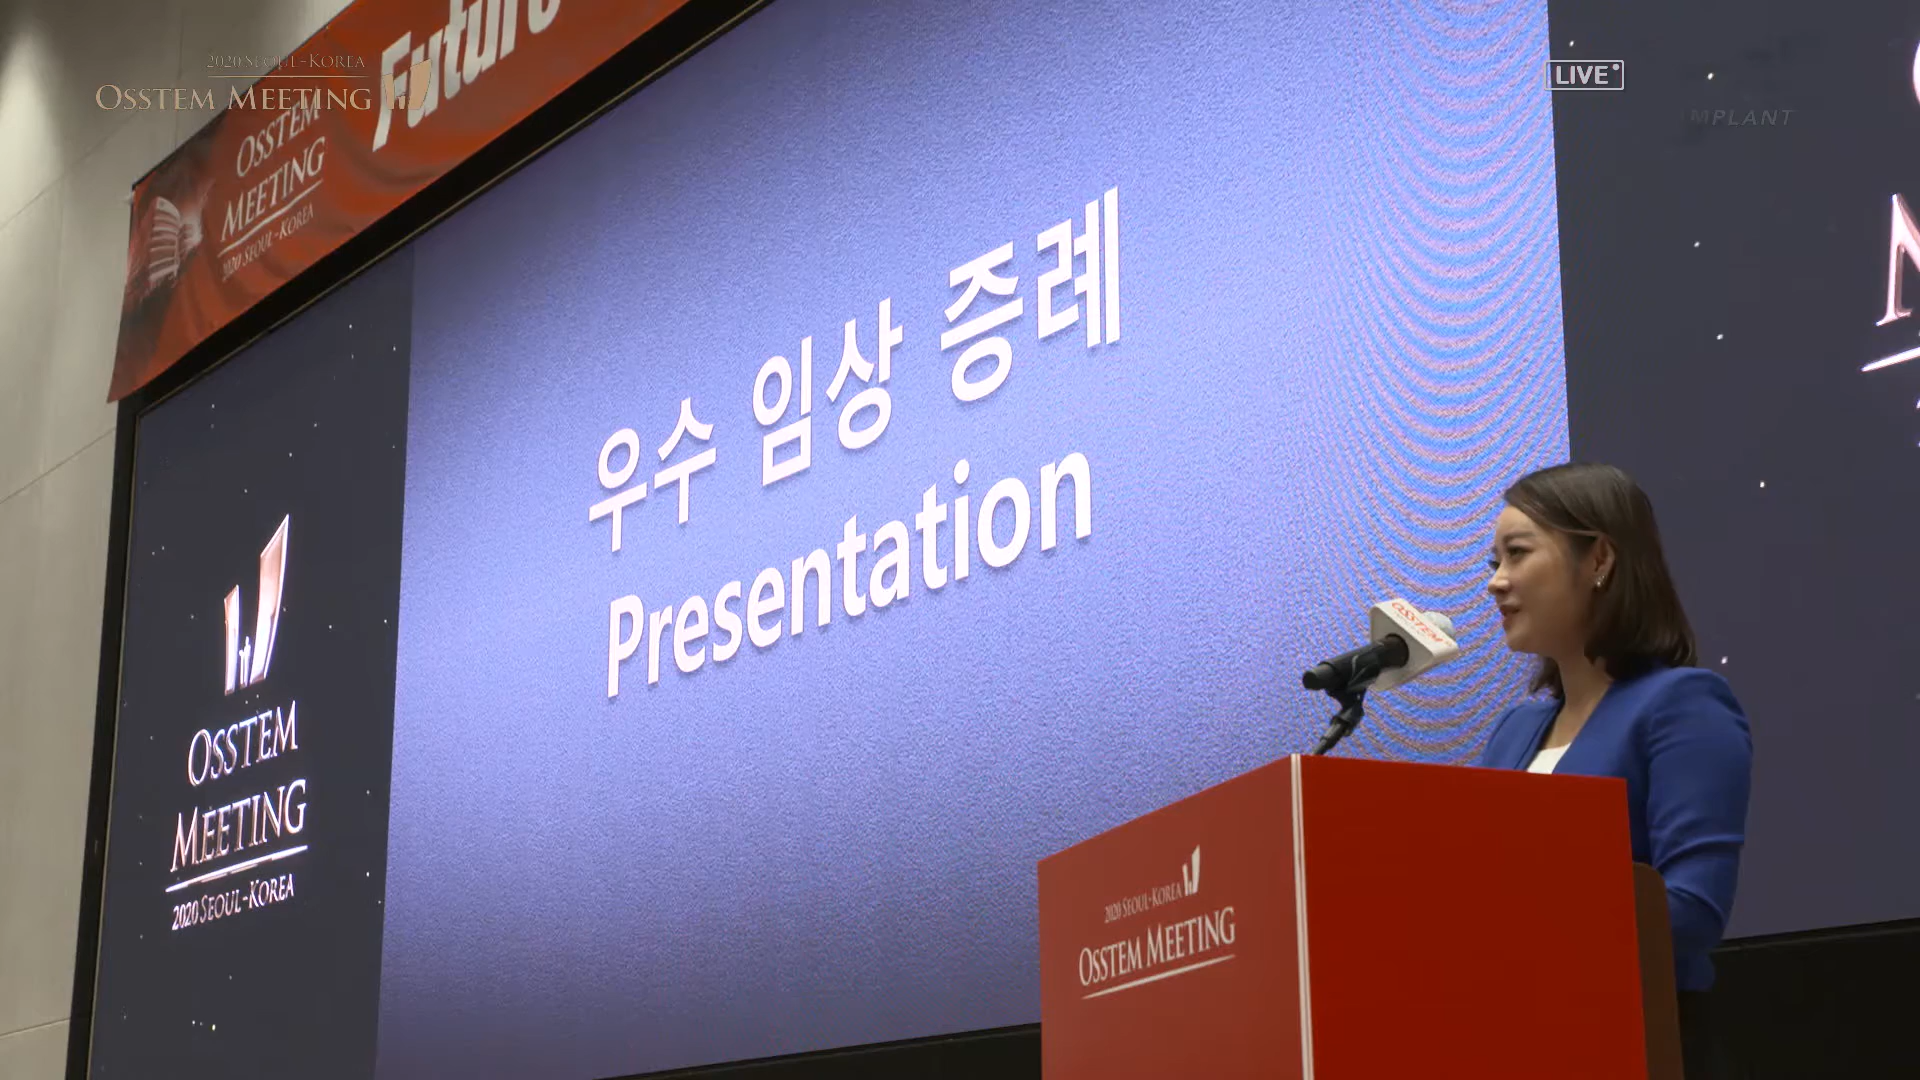 2020 SEOUL-KOREA
OSSTEM MEETING
Future
OSSTEM
MEETING
2020 SEOUL-KOREA
LIVE
IMPLANT
우수 임상 증례
Presentation
OSSTEM
MEETING
2020 SEOUL-KOREA
OSSTEM
2020 SEOUL-KOREA
OSSTEM MEETING